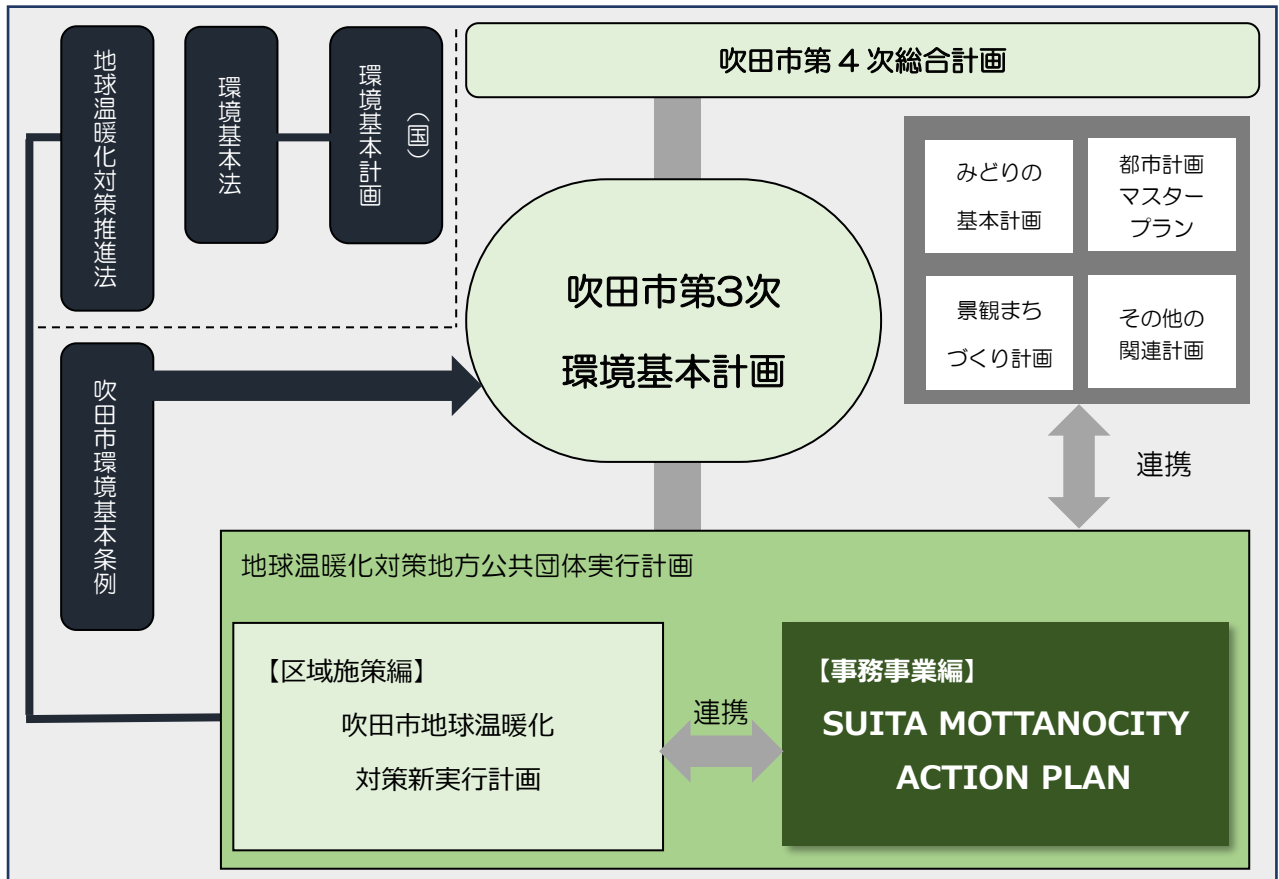 地球温暖化対策推進法
環境基本法
環境基本計画
（国）
吹田市第４次総合計画
みどりの
基本計画
都市計画
マスター
プラン
景観まち
づくり計画
その他の
関連計画
吹田市第3次
環境基本計画
吹田市環境基本条例
連携
地球温暖化対策地方公共団体実行計画
【区域施策編】
吹田市地球温暖化
対策新実行計画
連携
【事務事業編】
SUITA MOTTANOCITY
ACTION PLAN